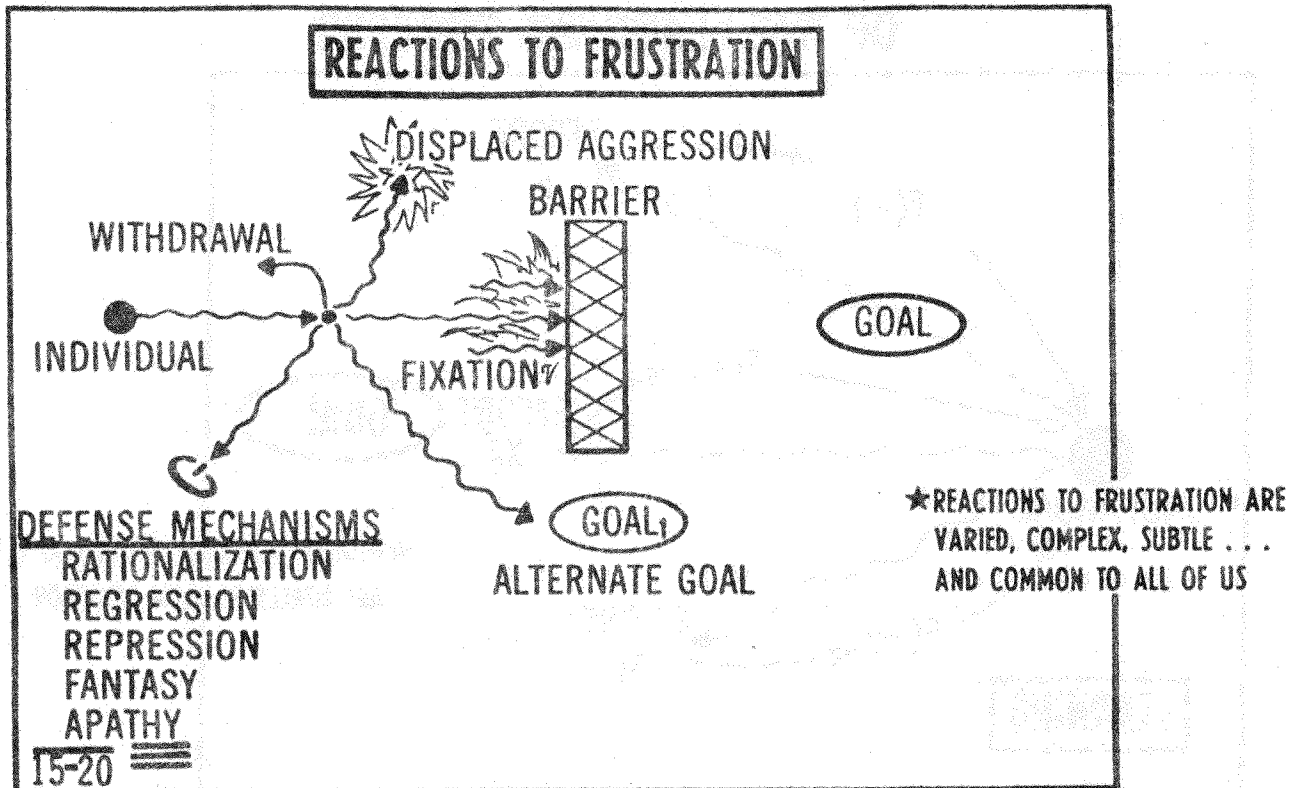 REACTIONS TO FRUSTRATION
DISPLACED AGGRESSION
BARRIER
WITHDRAWAL
GOAL
INDIVIDUAL
FIXATION
GOAL₁
ALTERNATE GOAL
★REACTIONS TO FRUSTRATION ARE
VARIED, COMPLEX, SUBTLE . . .
AND COMMON TO ALL OF US
DEFENSE MECHANISMS
RATIONALIZATION
REGRESSION
REPRESSION
FANTASY
APATHY
15-20